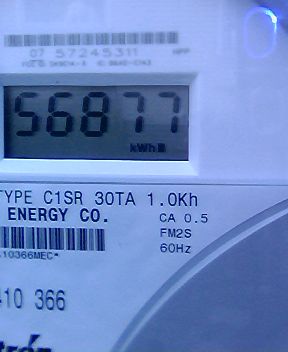 07 57245311
56877
kWh
TYPE C1SR 30TA 1.0Kh
ENERGY CO.
CA 0.5
FM2S
60Hz
10366MEC*
410 366